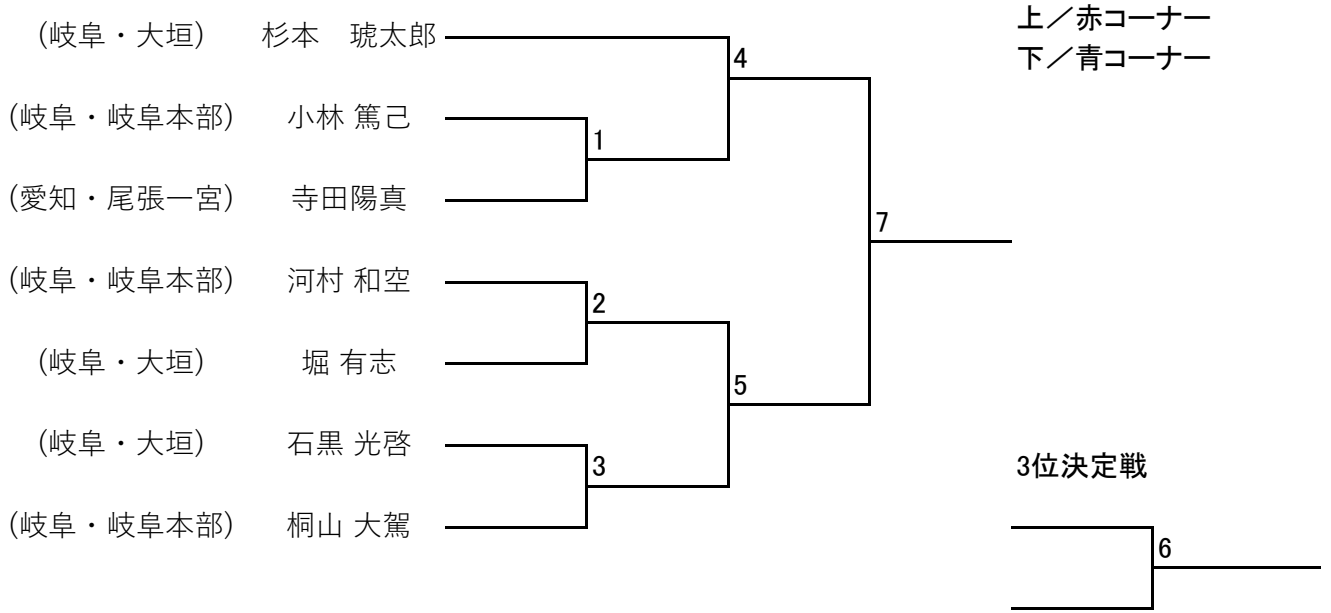 上／赤コーナー
下／青コーナー
(岐阜・大垣) 杉本　琥太郎
4
(岐阜・岐阜本部) 小林 篤己
1
(愛知・尾張一宮) 寺田陽真
7
(岐阜・岐阜本部) 河村 和空
2
(岐阜・大垣) 堀 有志
5
(岐阜・大垣) 石黒 光啓
3
3位決定戦
(岐阜・岐阜本部) 桐山 大駕
6